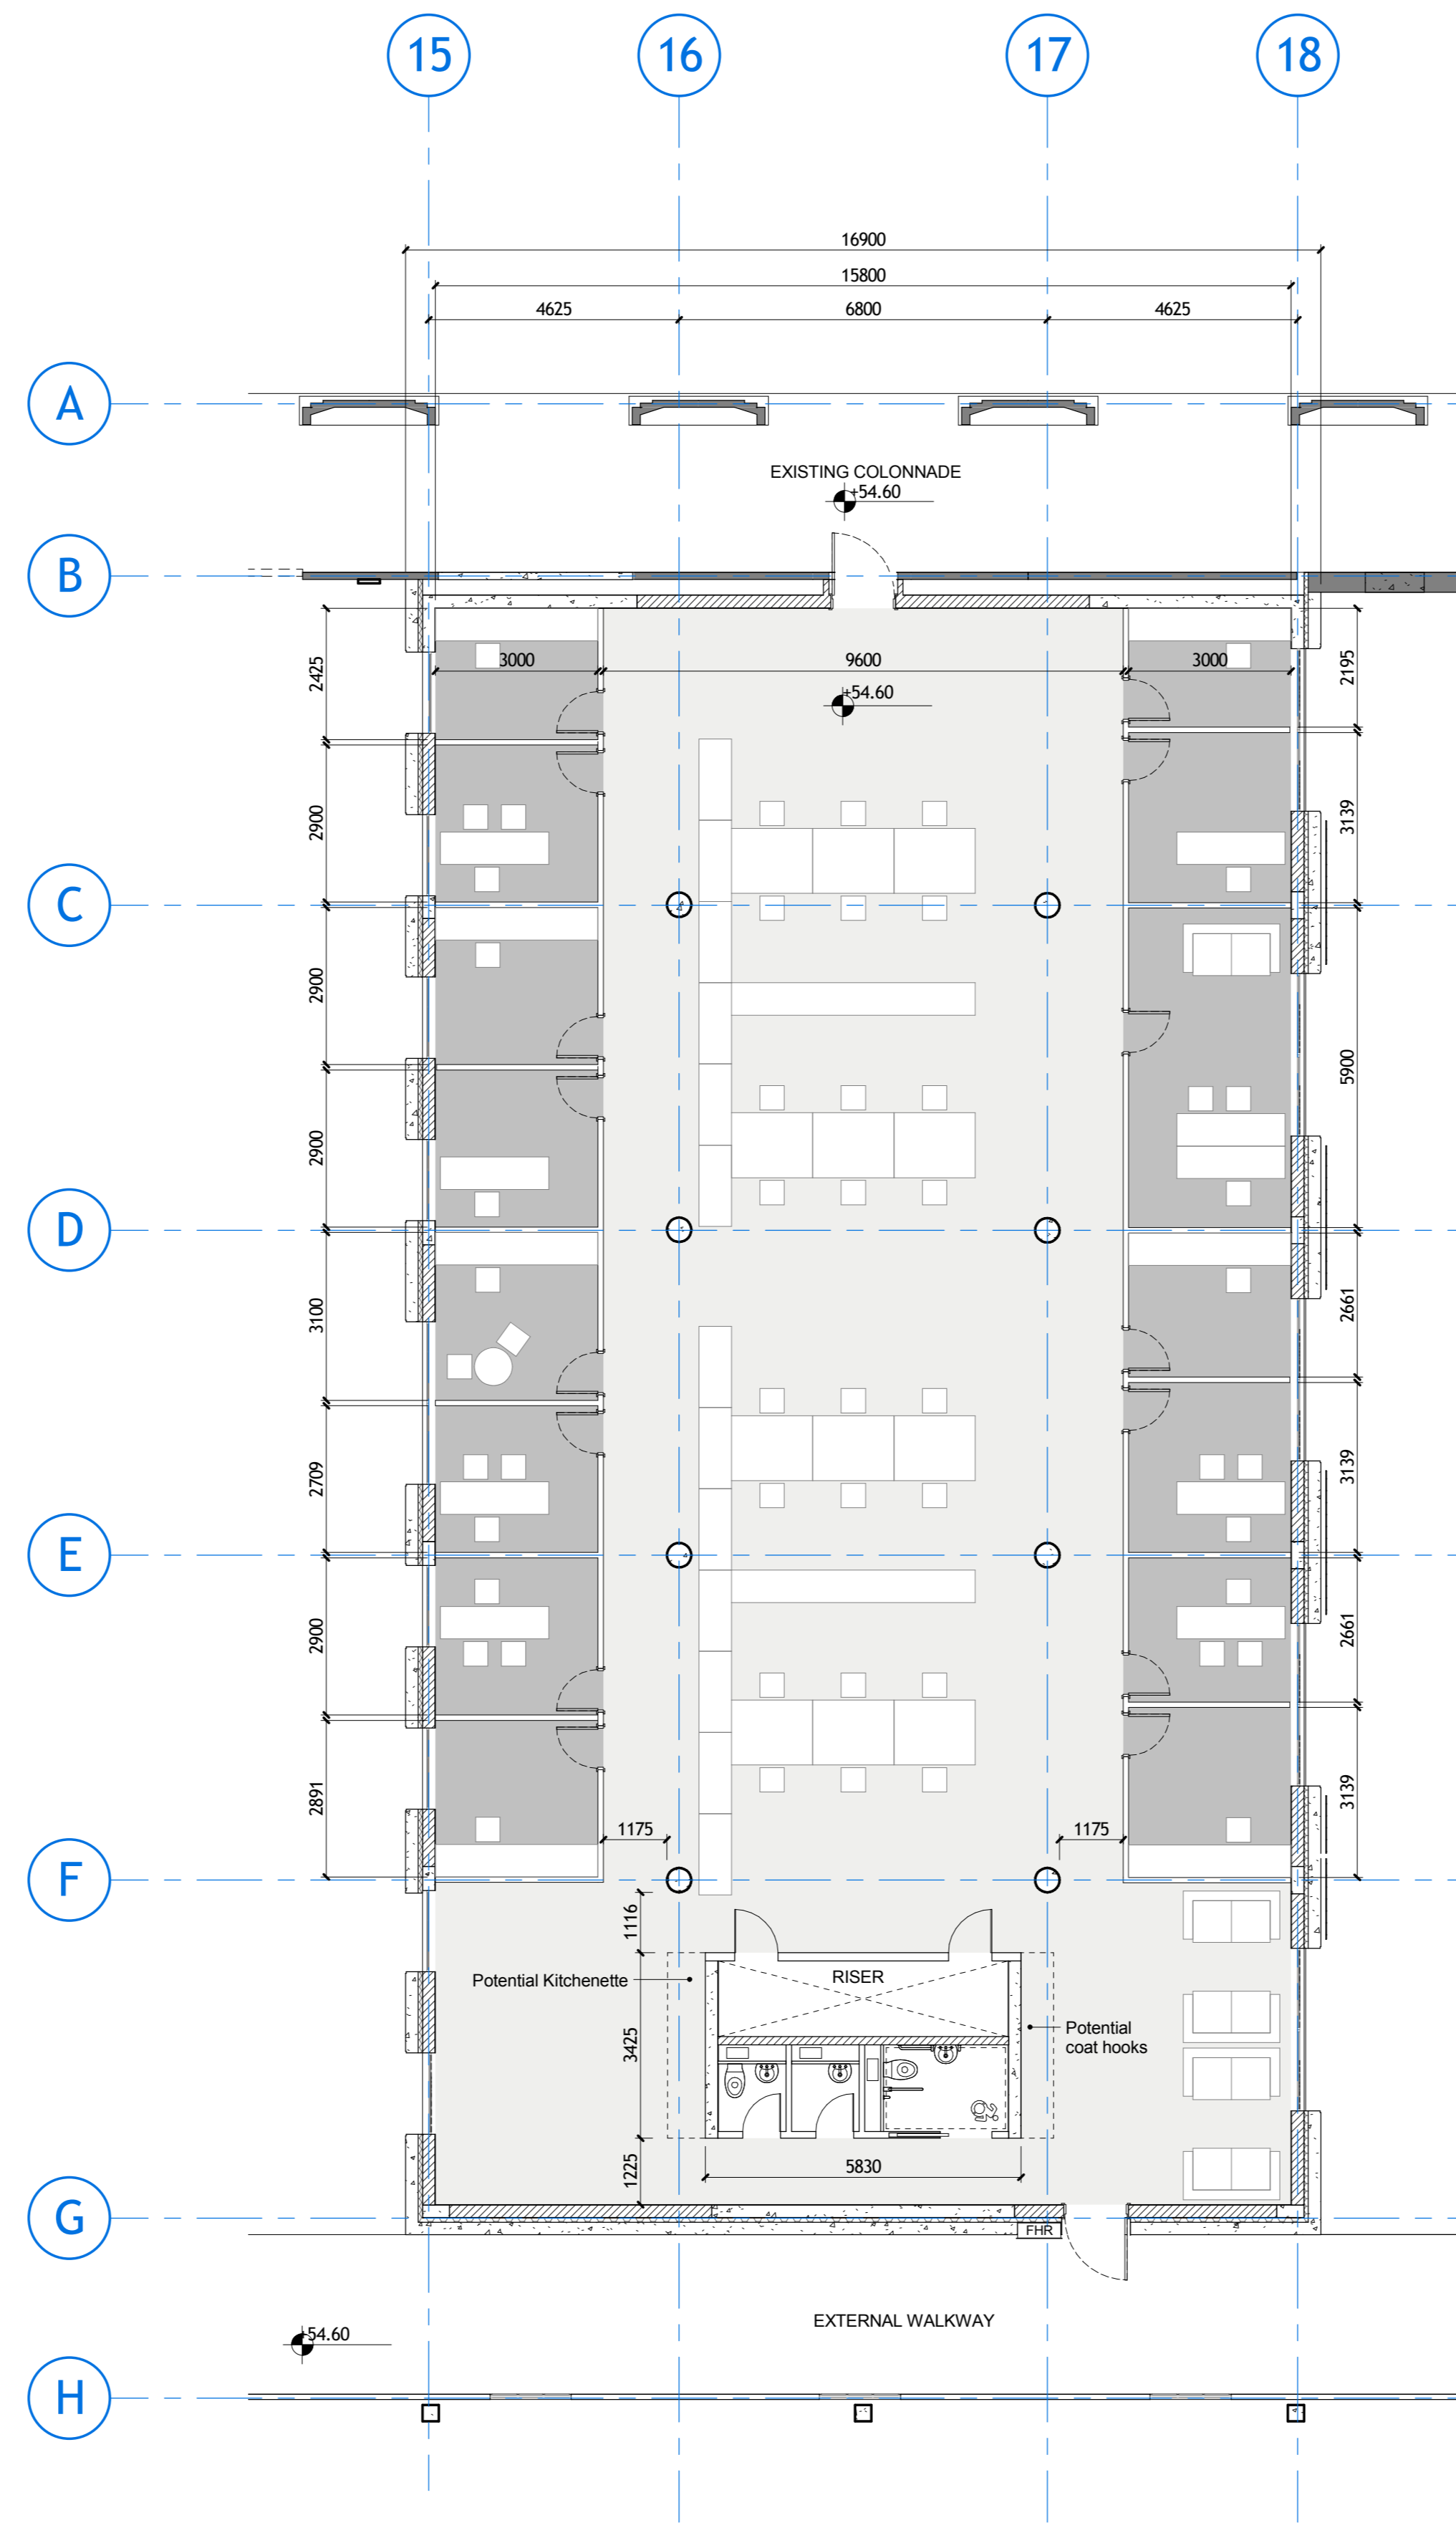 15 16 17 18
16900
15800
4625 6800 4625
A
EXISTING COLONNADE
+54.60
B
2425 3000 9600 3000 2195
+54.60
2900 3139
C
2900
5900
2900
D
3100 2661
2709 3139
E
2900 2661
2891 3139
1175 1175
F
1116
Potential Kitchenette RISER
3425 Potential
coat hooks
1225 5830
G
FHR
EXTERNAL WALKWAY
+54.60
H